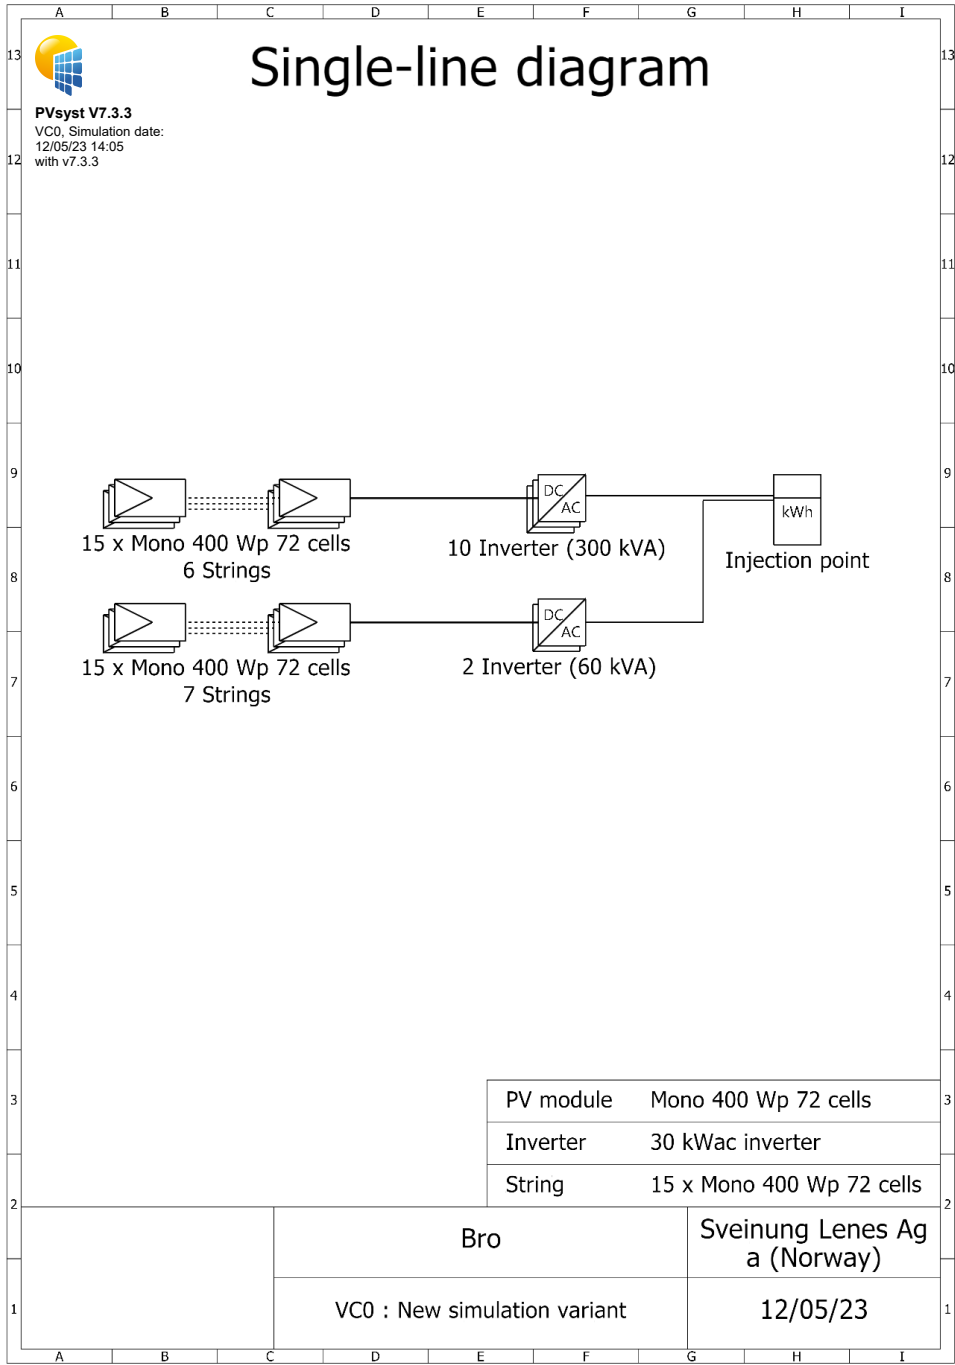 A B C D E F G H I
13 13
Single-line diagram
PVsyst V7.3.3
VC0, Simulation date:
12/05/23 14:05
with v7.3.3
12 12
11 11
10 10
9 9
DC
AC
kWh
15 x Mono 400 Wp 72 cells
6 Strings
10 Inverter (300 kVA)
Injection point
8 8
DC
AC
15 x Mono 400 Wp 72 cells
7 Strings
2 Inverter (60 kVA)
7 7
6 6
5 5
4 4
3 3
PV module Mono 400 Wp 72 cells
Inverter 30 kWac inverter
String 15 x Mono 400 Wp 72 cells
2 2
Bro
Sveinung Lenes Ag
a (Norway)
VC0 : New simulation variant
12/05/23
1 1
A B C D E F G H I